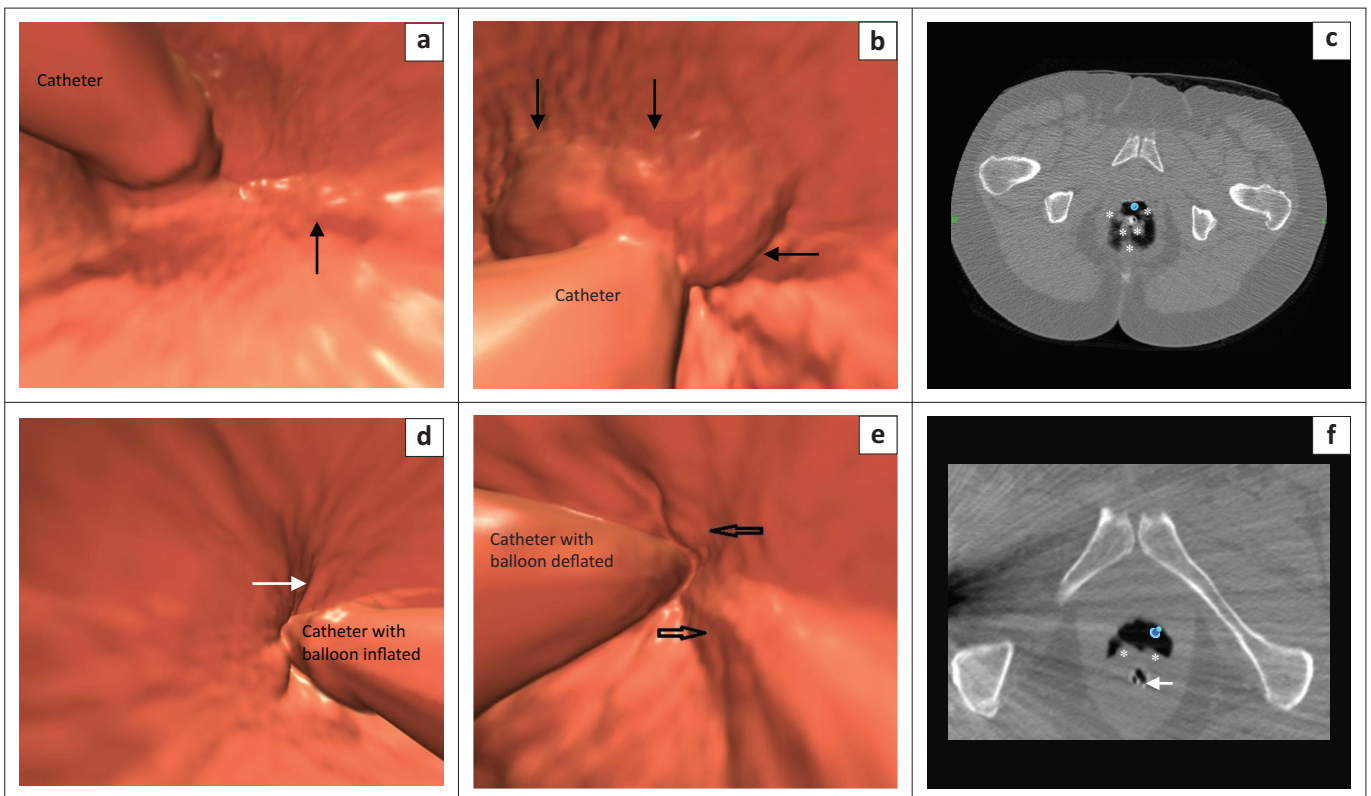 a
Catheter
b
Catheter
c
* *
* *
*
d
Catheter with
balloon inflated
e
Catheter with
balloon deflated
f
* *